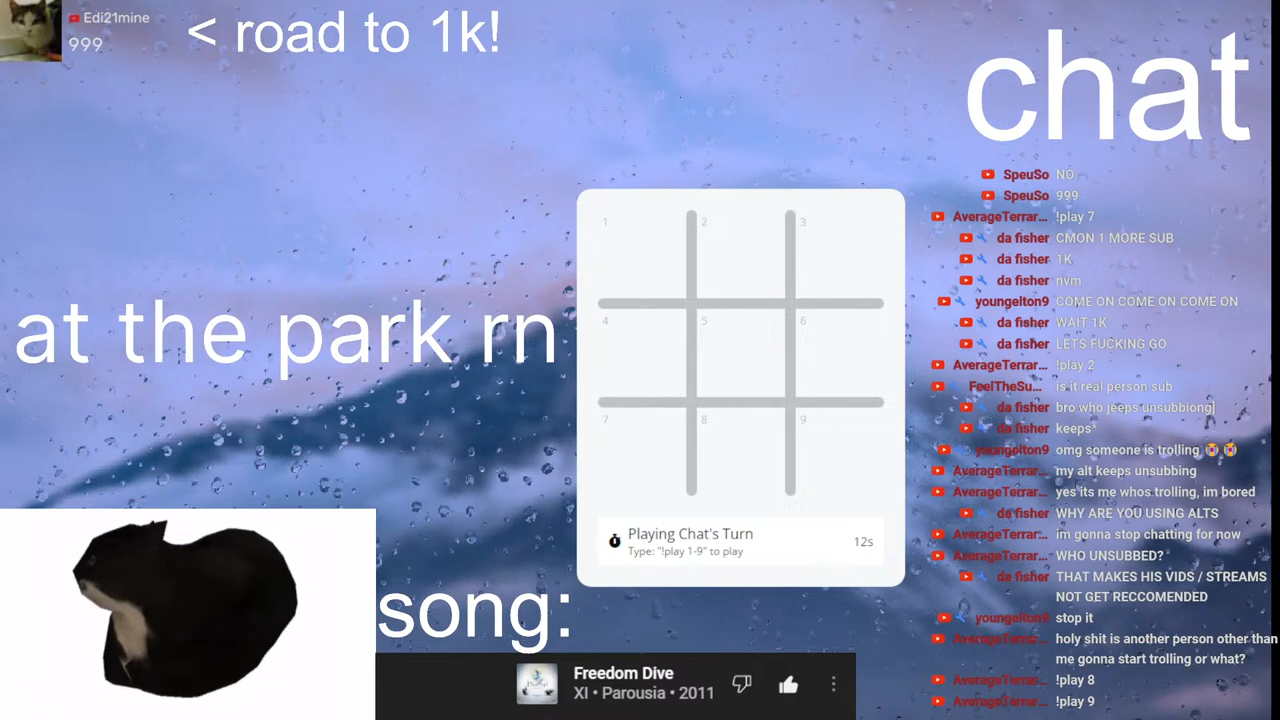 Edi21mine
999
< road to 1k!
chat
at the park rn
1
2
3
4
5
6
7
8
9
Playing Chat's Turn
Type: "!play 1-9" to play
12s
song:
Freedom Dive
XI • Parousia • 2011
SpeuSo NO
SpeuSo 999
AverageTerrar... !play 7
da fisher CMON 1 MORE SUB
da fisher 1K
da fisher nvm
youngelton9 COME ON COME ON COME ON
da fisher WAIT 1K
da fisher LETS FUCKING GO
AverageTerrar... !play 2
FeelTheSu... is it real person sub
da fisher bro who jeeps unsubbiong|
da fisher keeps*
youngelton9 omg someone is trolling 😭 😭
AverageTerrar... my alt keeps unsubbing
AverageTerrar... yes its me whos trolling, im bored
da fisher WHY ARE YOU USING ALTS
AverageTerrar... im gonna stop chatting for now
AverageTerrar... WHO UNSUBBED?
da fisher THAT MAKES HIS VIDS / STREAMS
NOT GET RECCOMENDED
youngelton9 stop it
AverageTerrar... holy shit is another person other than
me gonna start trolling or what?
AverageTerrar... !play 8
AverageTerrar... !play 9